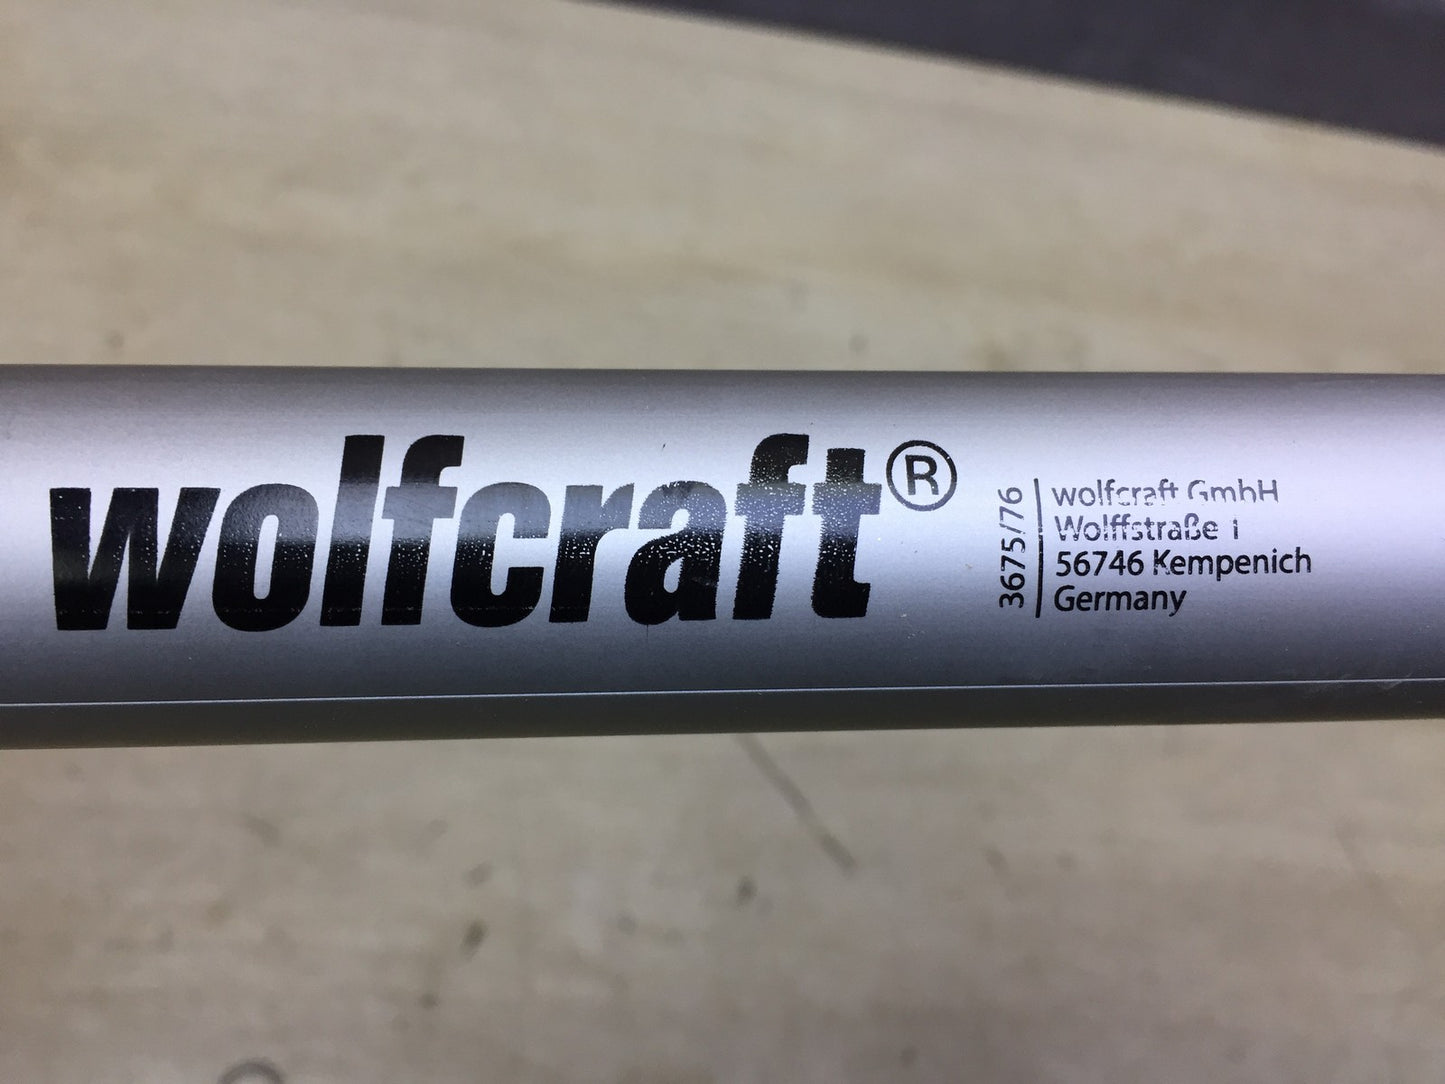 wolfcraft®
3675/76
wolfcraft GmbH
Wolffstraße 1
56746 Kempenich
Germany